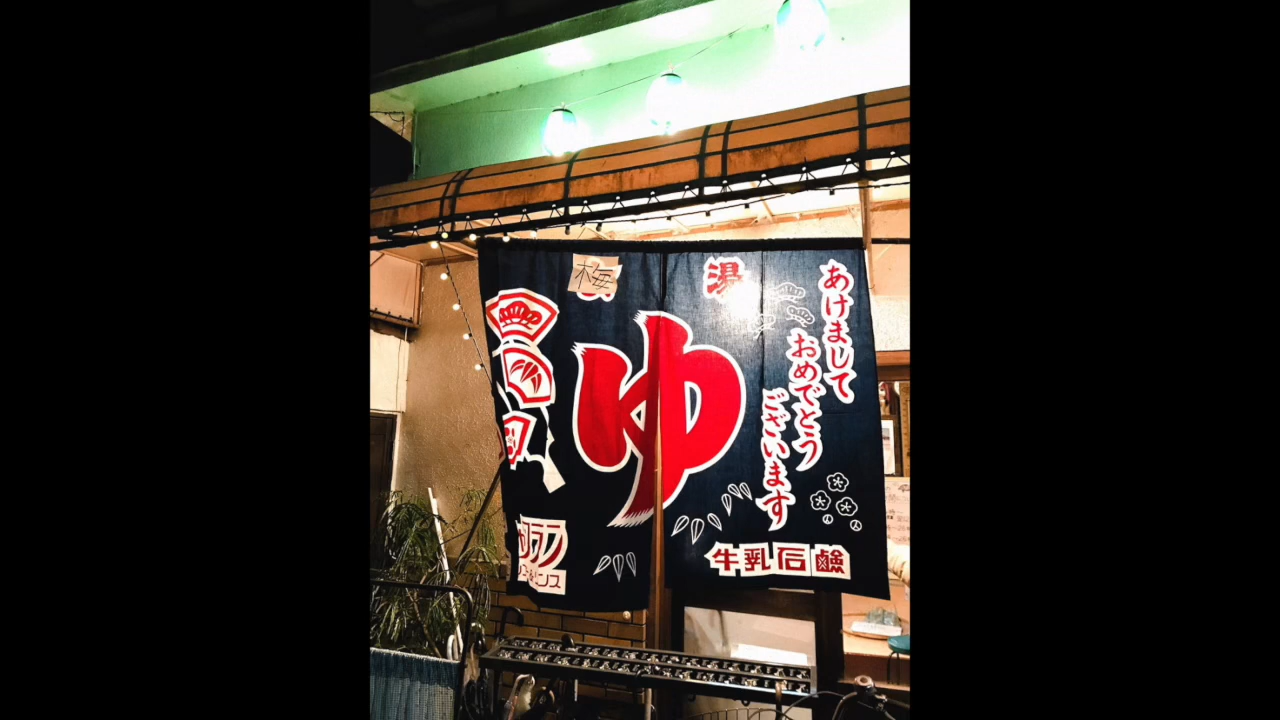 梅
湯
ゆ
あけまして
おめでとう
ございます
牛乳石鹸